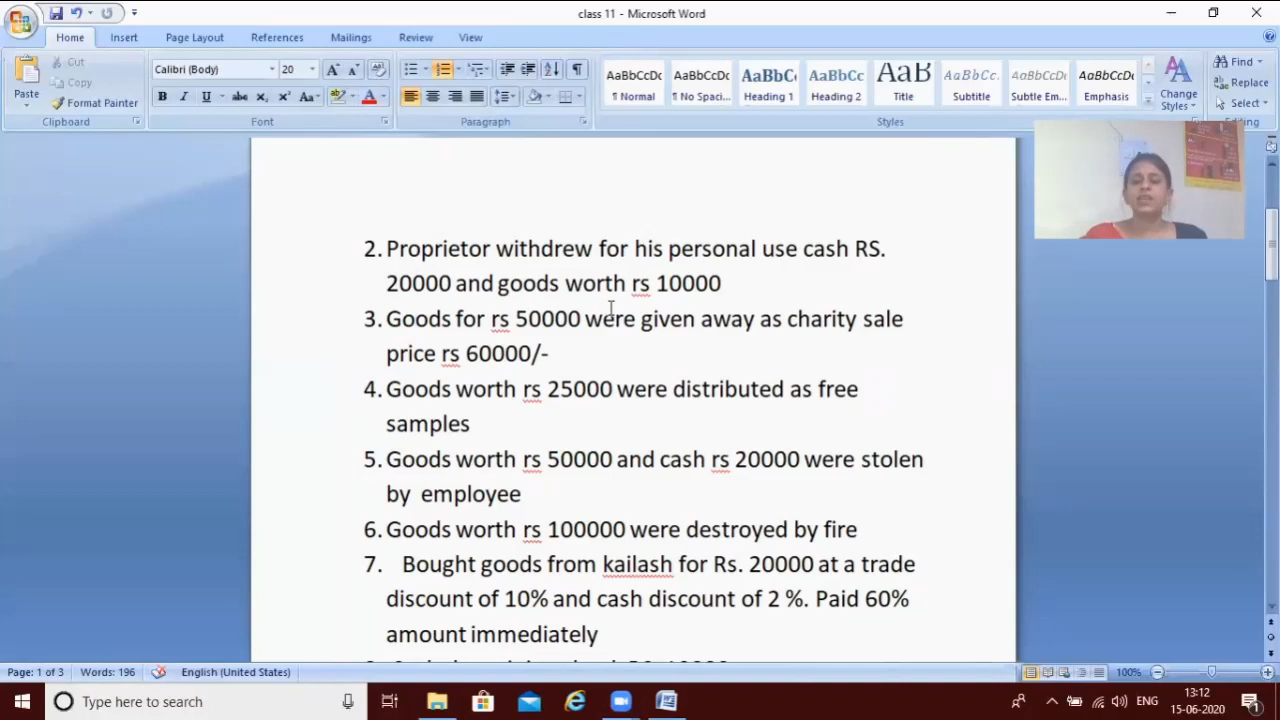 class 11 - Microsoft Word
Home Insert Page Layout References Mailings Review View
Paste
Cut
Copy
Format Painter
Clipboard
Calibri (Body) 20
Font
Paragraph
AaBbCcDc AaBbCcDc AaBbC AaBbCc AaB AaBbCc. AaBbCcDc AaBbCcDc
¶ Normal ¶ No Spaci... Heading 1 Heading 2 Title Subtitle Subtle Em... Emphasis
Styles
Change Styles
Find
Replace
Select
Editing
2. Proprietor withdrew for his personal use cash RS.
20000 and goods worth rs 10000
3. Goods for rs 50000 were given away as charity sale
price rs 60000/-
4. Goods worth rs 25000 were distributed as free
samples
5. Goods worth rs 50000 and cash rs 20000 were stolen
by employee
6. Goods worth rs 100000 were destroyed by fire
7. Bought goods from kailash for Rs. 20000 at a trade
discount of 10% and cash discount of 2 %. Paid 60%
amount immediately
Page: 1 of 3 Words: 196 English (United States) 100%
Type here to search
ENG
13:12
15-06-2020